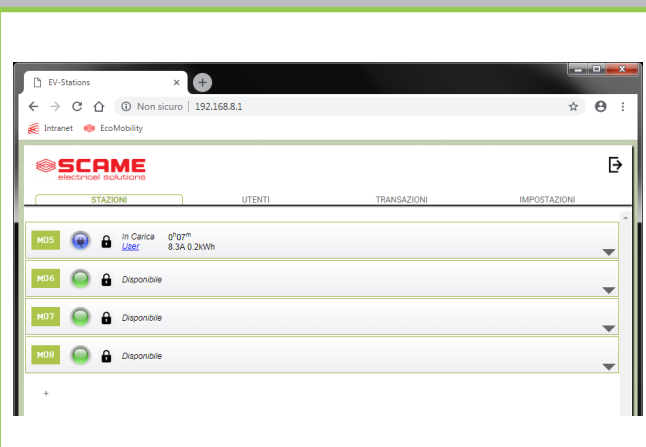 EV-Stations
Non sicuro | 192.168.8.1
Intranet EcoMobility
SCAME
electrical solutions
STAZIONI UTENTI TRANSAZIONI IMPOSTAZIONI
M05 In Carica 0h07m
User 8.3A 0.2kWh
M06 Disponibile
M07 Disponibile
M08 Disponibile
+